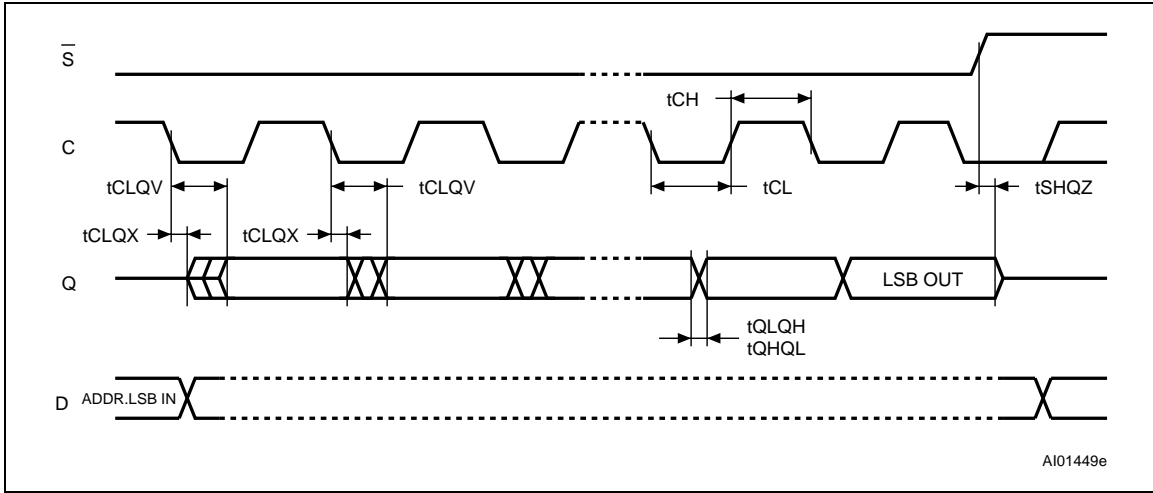 S̅
tCH
C
tCLQV
tCLQV
tCL
tSHQZ
tCLQX
tCLQX
Q
LSB OUT
tQLQH
tQHQL
D
ADDR.LSB IN
AI01449e